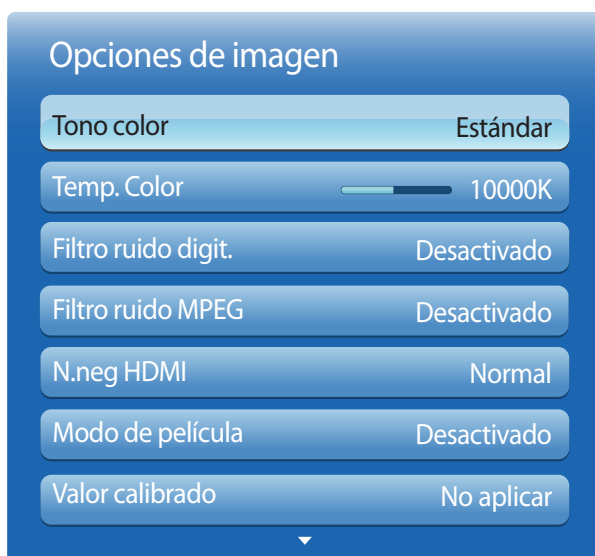 Opciones de imagen
Tono color Estándar
Temp. Color 10000K
Filtro ruido digit. Desactivado
Filtro ruido MPEG Desactivado
N.neg HDMI Normal
Modo de película Desactivado
Valor calibrado No aplicar